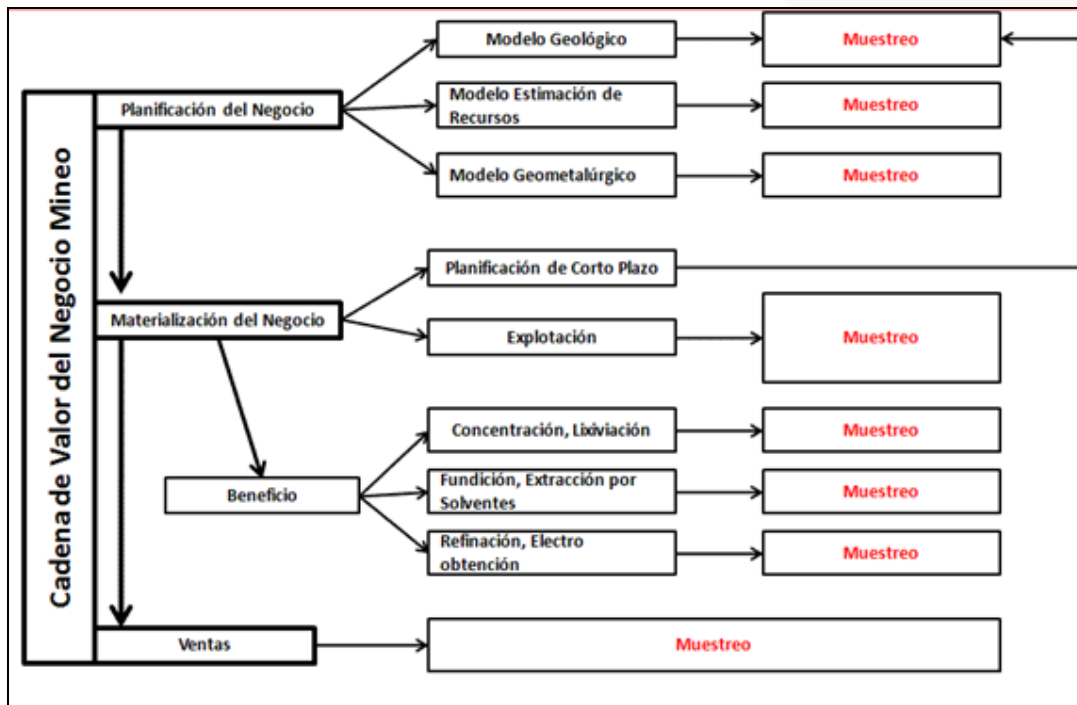 Cadena de Valor del Negocio Mineo
Modelo Geológico
Muestreo
Planificación del Negocio
Modelo Estimación de
Recursos
Muestreo
Modelo Geometalúrgico
Muestreo
Planificación de Corto Plazo
Materialización del Negocio
Explotación
Muestreo
Concentración, Lixiviación
Muestreo
Beneficio
Fundición, Extracción por
Solventes
Muestreo
Refinación, Electro
obtención
Muestreo
Ventas
Muestreo